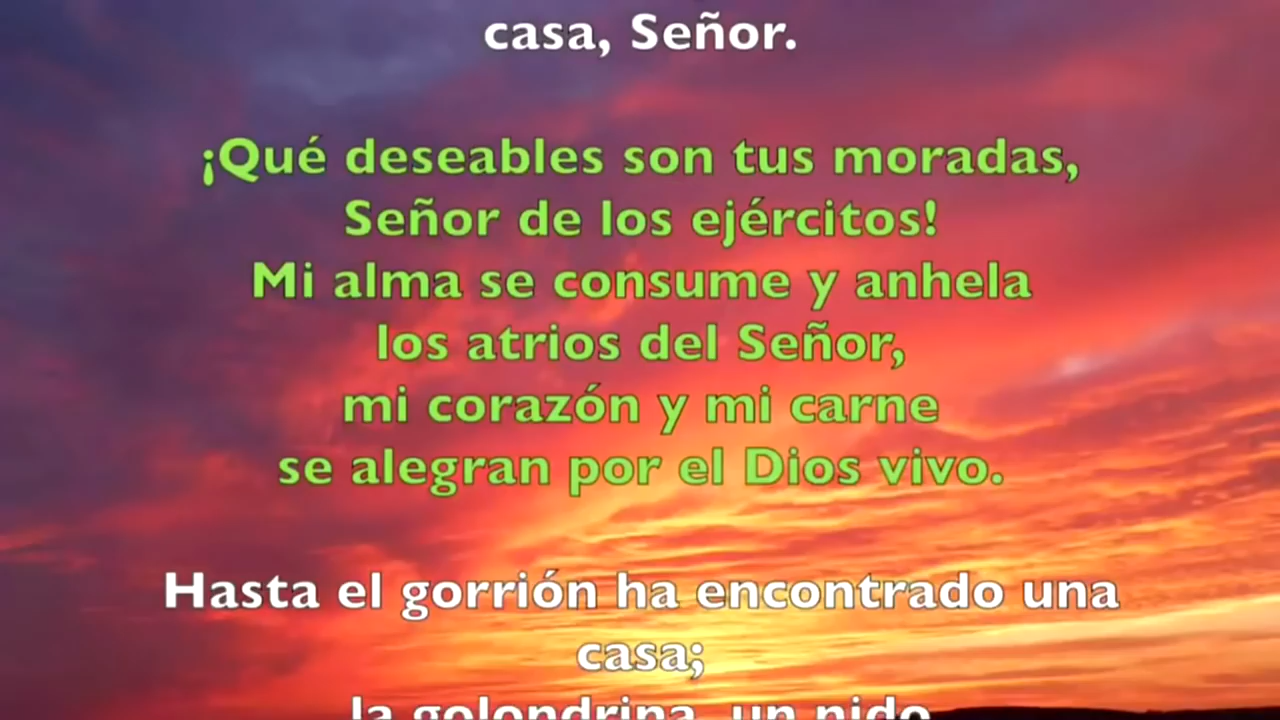 casa, Señor.
¡Qué deseables son tus moradas,
Señor de los ejércitos!
Mi alma se consume y anhela
los atrios del Señor,
mi corazón y mi carne
se alegran por el Dios vivo.
Hasta el gorrión ha encontrado una
casa;
la golondrina, un nido